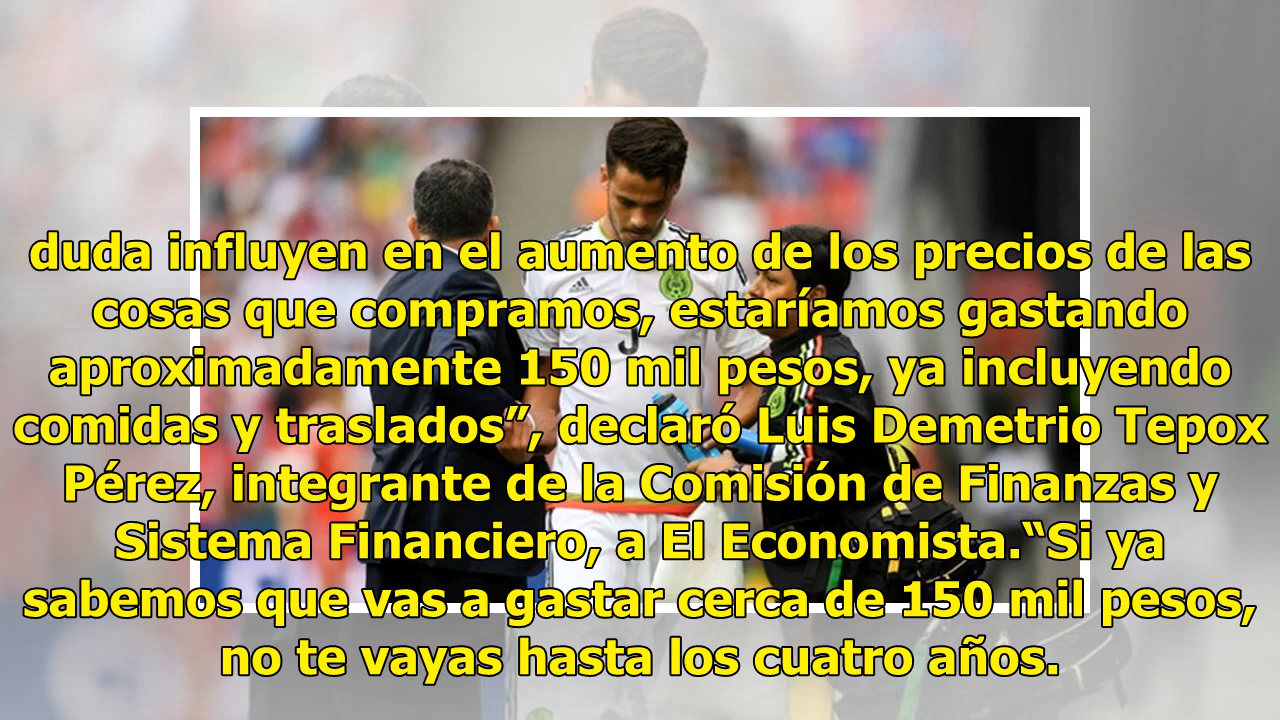 duda influyen en el aumento de los precios de las
cosas que compramos, estaríamos gastando
aproximadamente 150 mil pesos, ya incluyendo
comidas y traslados”, declaró Luis Demetrio Tepox
Pérez, integrante de la Comisión de Finanzas y
Sistema Financiero, a El Economista.“Si ya
sabemos que vas a gastar cerca de 150 mil pesos,
no te vayas hasta los cuatro años.